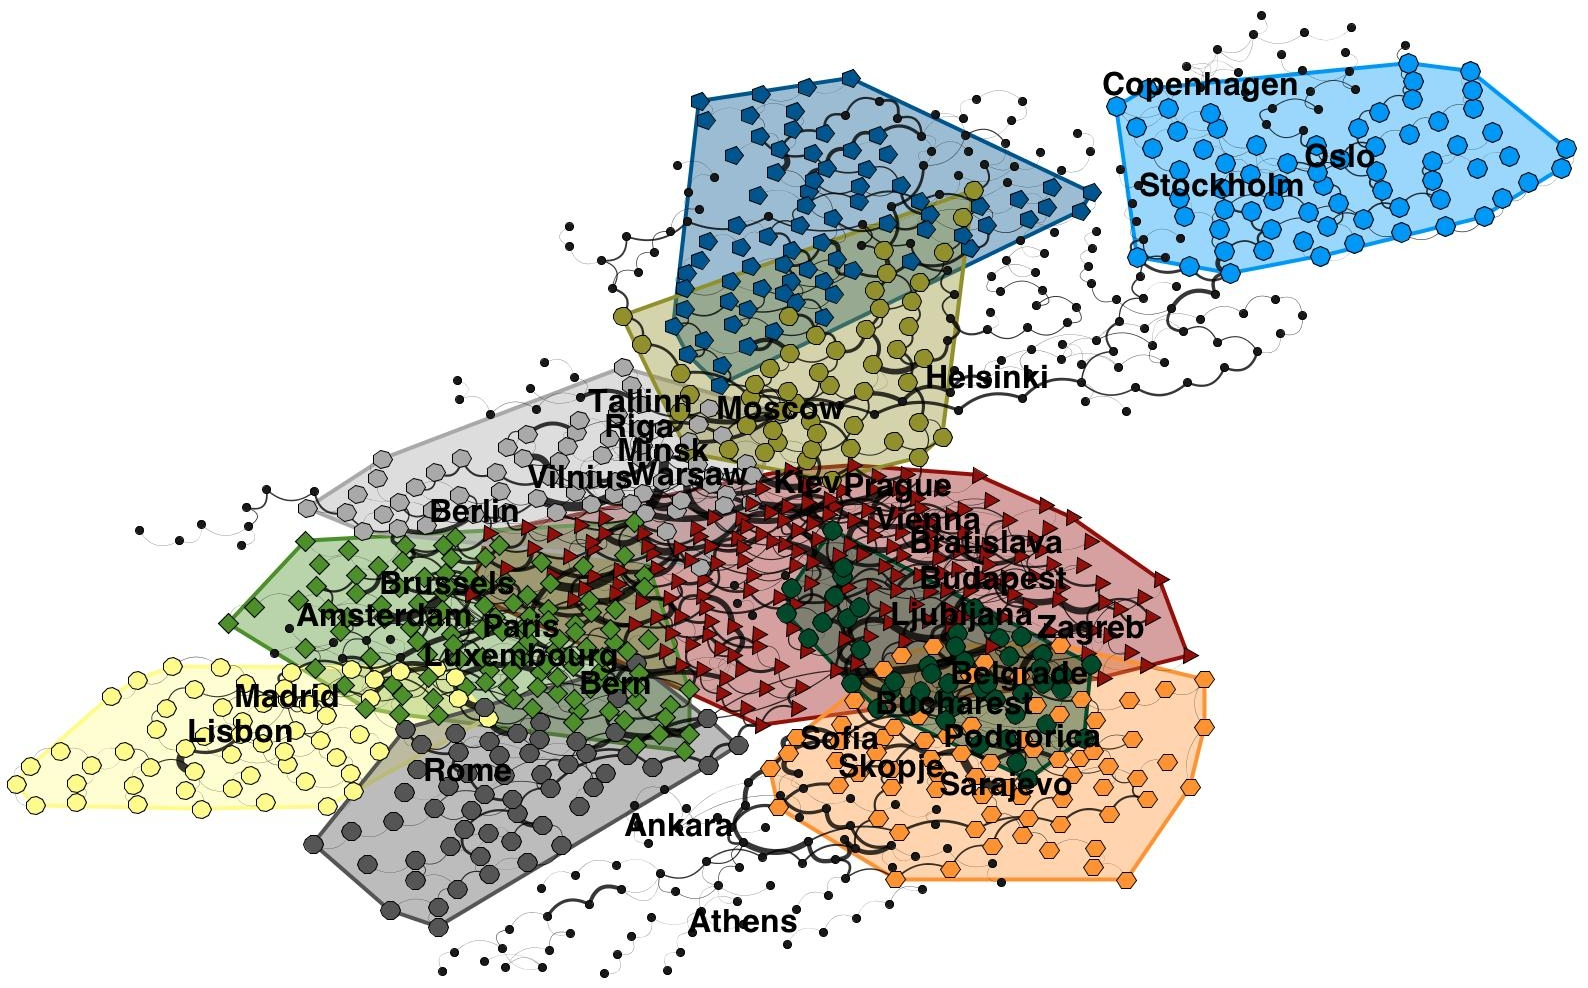 Copenhagen
Oslo
Stockholm
Helsinki
Tallinn
Moscow
Riga
Minsk
Vilnius
Warsaw
Kiev
Prague
Berlin
Vienna
Bratislava
Brussels
Budapest
Amsterdam
Ljubljana
Paris
Zagreb
Luxembourg
Belgrade
Bern
Madrid
Bucharest
Lisbon
Sofia
Podgorica
Rome
Skopje
Sarajevo
Ankara
Athens